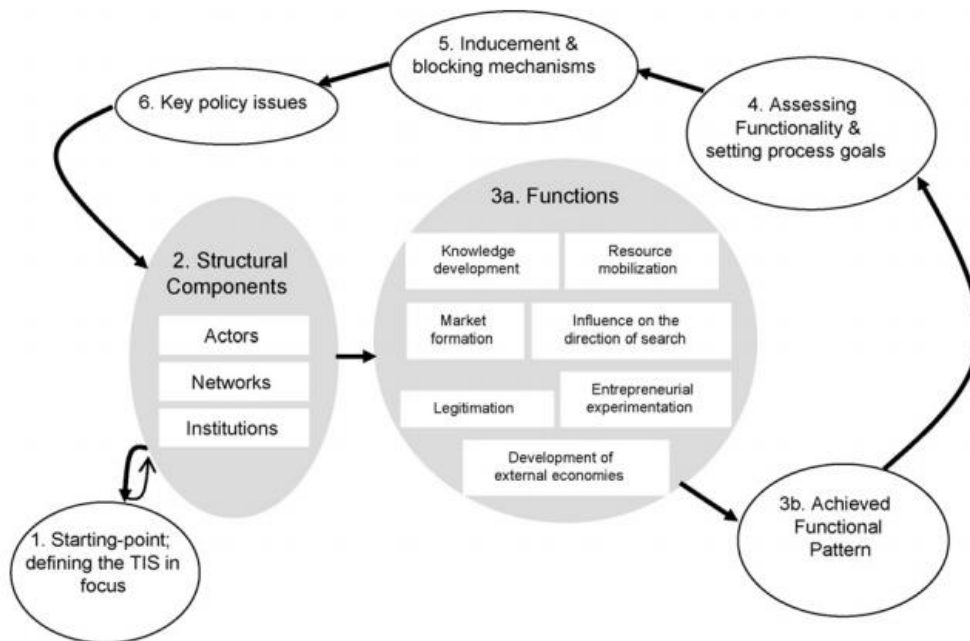 5. Inducement &
blocking mechanisms
6. Key policy issues
4. Assessing
Functionality &
setting process goals
3a. Functions
Knowledge
development
Resource
mobilization
2. Structural
Components
Actors
Networks
Institutions
Market
formation
Influence on the
direction of search
Legitimation
Entrepreneurial
experimentation
Development of
external economies
1. Starting-point;
defining the TIS in
focus
3b. Achieved
Functional
Pattern